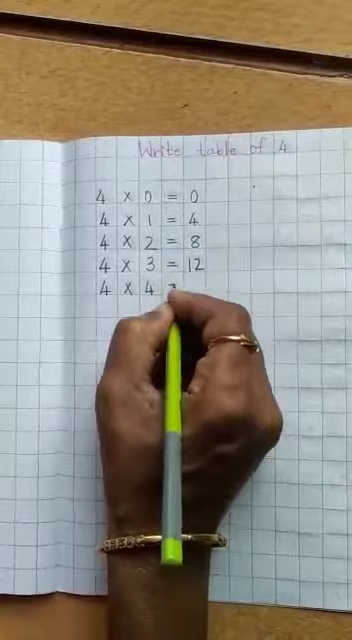 Write table of 4
4 × 0 = 0
4 × 1 = 4
4 × 2 = 8
4 × 3 = 12
4 × 4 =